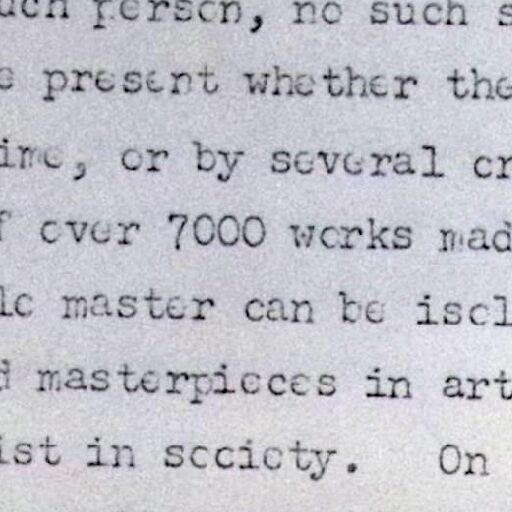 uch person, no such s
e present whether the
ime, or by several cr
f over 7000 works mad
le master can be isol
d masterpieces in art
ist in society. On